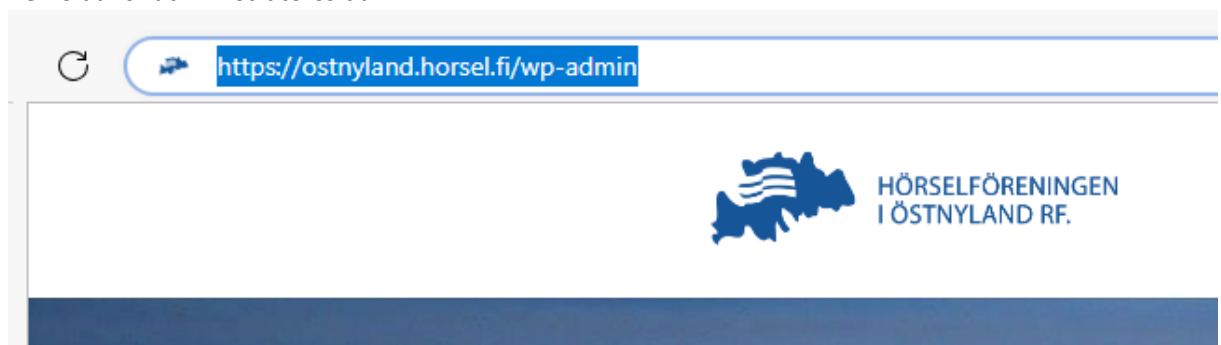 https://ostnyland.horsel.fi/wp-admin
HÖRSELFÖRENINGEN
I ÖSTNYLAND RF.